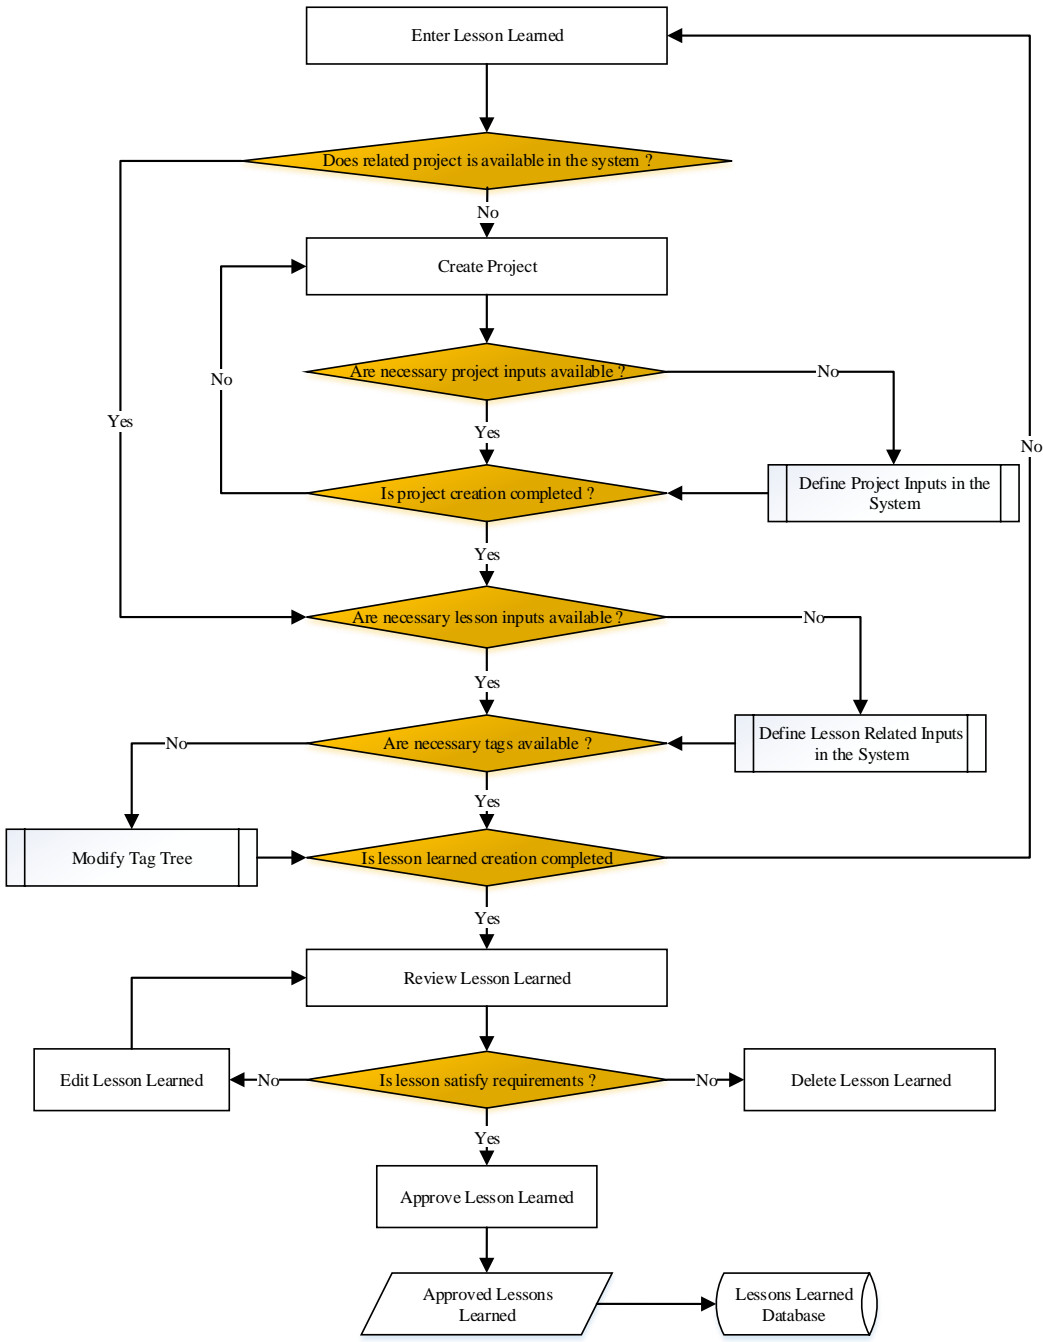 Enter Lesson Learned
Does related project is available in the system ?
No
Create Project
Are necessary project inputs available ?
No
No
Yes
Yes
No
Is project creation completed ?
Define Project Inputs in the
System
Yes
Are necessary lesson inputs available ?
No
Yes
Are necessary tags available ?
No
Define Lesson Related Inputs
in the System
Yes
Modify Tag Tree
Is lesson learned creation completed
Yes
Review Lesson Learned
Edit Lesson Learned
No
Is lesson satisfy requirements ?
No
Delete Lesson Learned
Yes
Approve Lesson Learned
Approved Lessons
Learned
Lessons Learned
Database